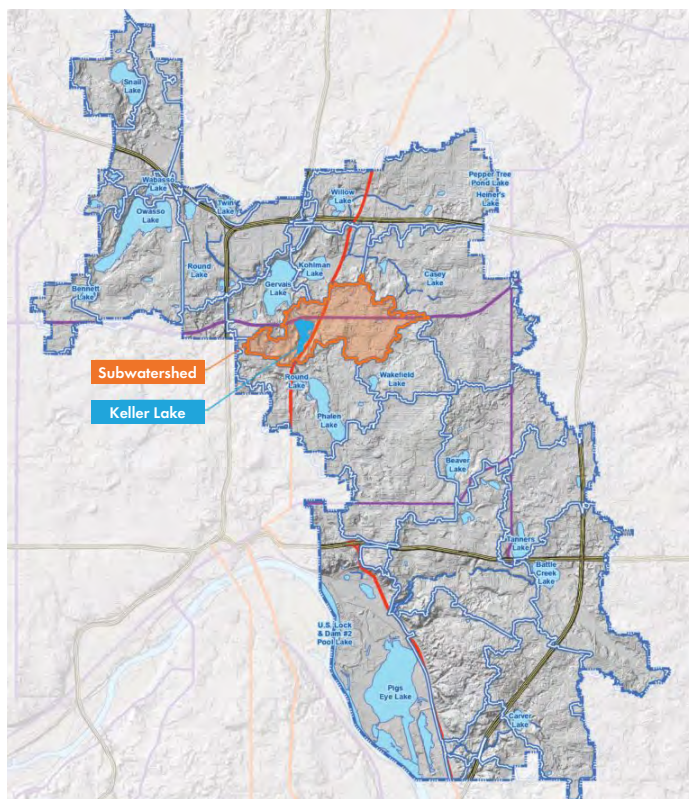 Snail
Lake
Pepper Tree
Pond Lake
Heiner's
Lake
Wabasso
Lake
Willow
Lake
Twin
Lake
Owasso
Lake
Round
Lake
Kohlman
Lake
Casey
Lake
Gervais
Lake
Bennett
Lake
Subwatershed
Keller Lake
Round
Lake
Wakefield
Lake
Phalen
Lake
Beaver
Lake
Tanners
Lake
Battle
Creek
Lake
U.S. Lock
& Dam #2
Pool Lake
Pigs
Eye Lake
Carver
Lake